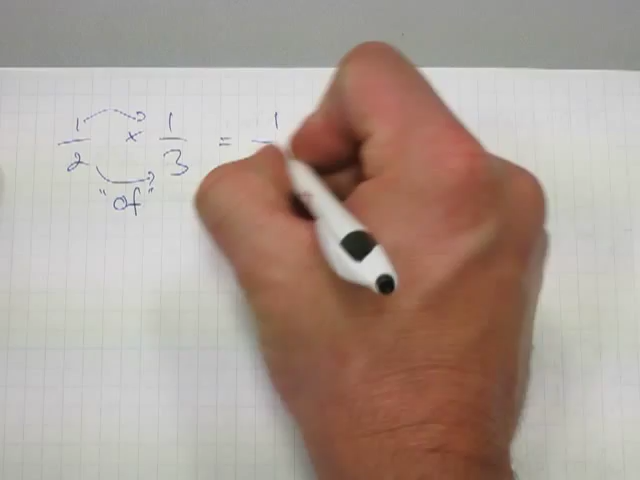 1/2 × 1/3 = 1/
"of"